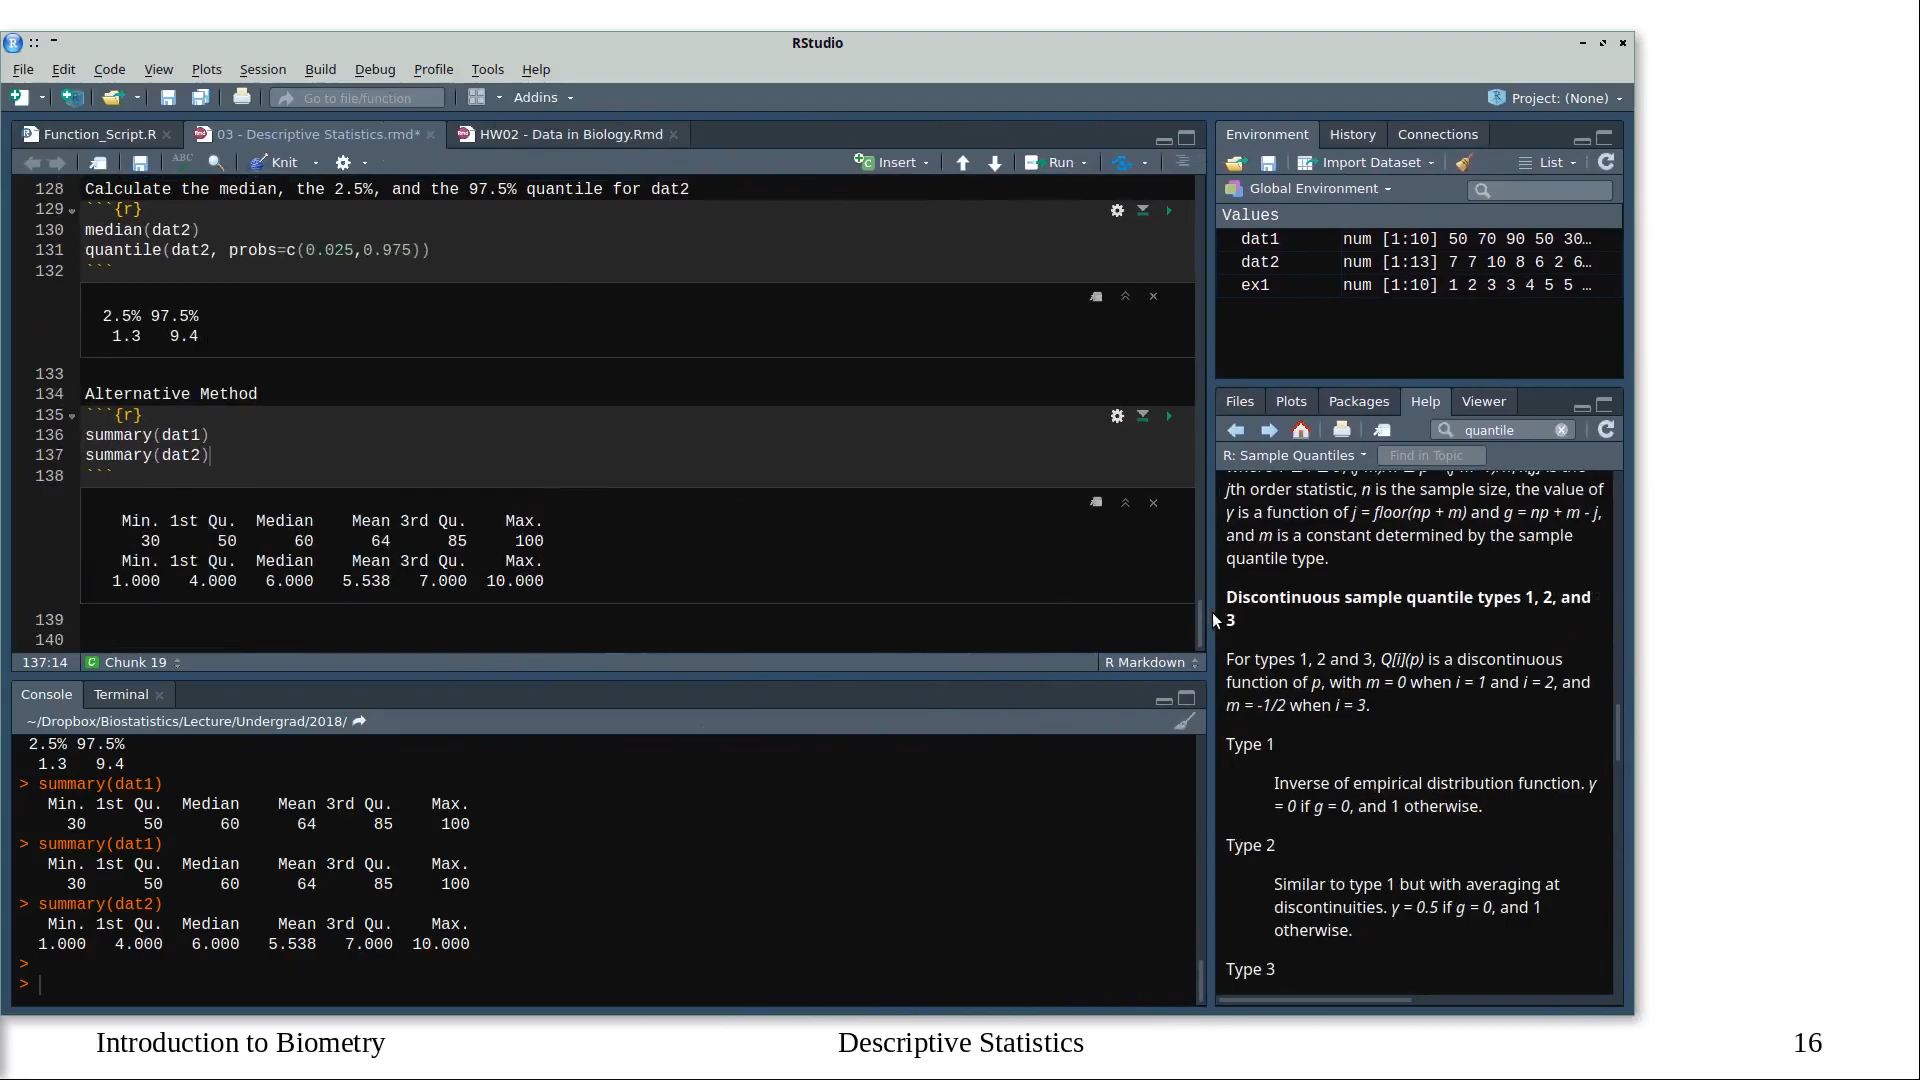 RStudio
File Edit Code View Plots Session Build Debug Profile Tools Help
Go to file/function Addins Project: (None)
Function_Script.R 03 - Descriptive Statistics.rmd* HW02 - Data in Biology.Rmd
ABC Knit Insert Run
128 Calculate the median, the 2.5%, and the 97.5% quantile for dat2
129 ```{r}
130 median(dat2)
131 quantile(dat2, probs=c(0.025,0.975))
132 ```
2.5% 97.5%
1.3 9.4
133
134 Alternative Method
135 ```{r}
136 summary(dat1)
137 summary(dat2)
138 ```
Min. 1st Qu. Median Mean 3rd Qu. Max.
30 50 60 64 85 100
Min. 1st Qu. Median Mean 3rd Qu. Max.
1.000 4.000 6.000 5.538 7.000 10.000
139
140
137:14 C Chunk 19 R Markdown
Console Terminal
~/Dropbox/Biostatistics/Lecture/Undergrad/2018/
2.5% 97.5%
1.3 9.4
> summary(dat1)
Min. 1st Qu. Median Mean 3rd Qu. Max.
30 50 60 64 85 100
> summary(dat1)
Min. 1st Qu. Median Mean 3rd Qu. Max.
30 50 60 64 85 100
> summary(dat2)
Min. 1st Qu. Median Mean 3rd Qu. Max.
1.000 4.000 6.000 5.538 7.000 10.000
>
>
Environment History Connections
Import Dataset List
Global Environment
Values
dat1 num [1:10] 50 70 90 50 30…
dat2 num [1:13] 7 7 10 8 6 2 6…
ex1 num [1:10] 1 2 3 3 4 5 5 …
Files Plots Packages Help Viewer
quantile
R: Sample Quantiles Find in Topic
jth order statistic, n is the sample size, the value of
γ is a function of j = floor(np + m) and g = np + m - j,
and m is a constant determined by the sample
quantile type.
Discontinuous sample quantile types 1, 2, and
3
For types 1, 2 and 3, Q[i](p) is a discontinuous
function of p, with m = 0 when i = 1 and i = 2, and
m = -1/2 when i = 3.
Type 1
Inverse of empirical distribution function. γ
= 0 if g = 0, and 1 otherwise.
Type 2
Similar to type 1 but with averaging at
discontinuities. γ = 0.5 if g = 0, and 1
otherwise.
Type 3
Introduction to Biometry Descriptive Statistics 16